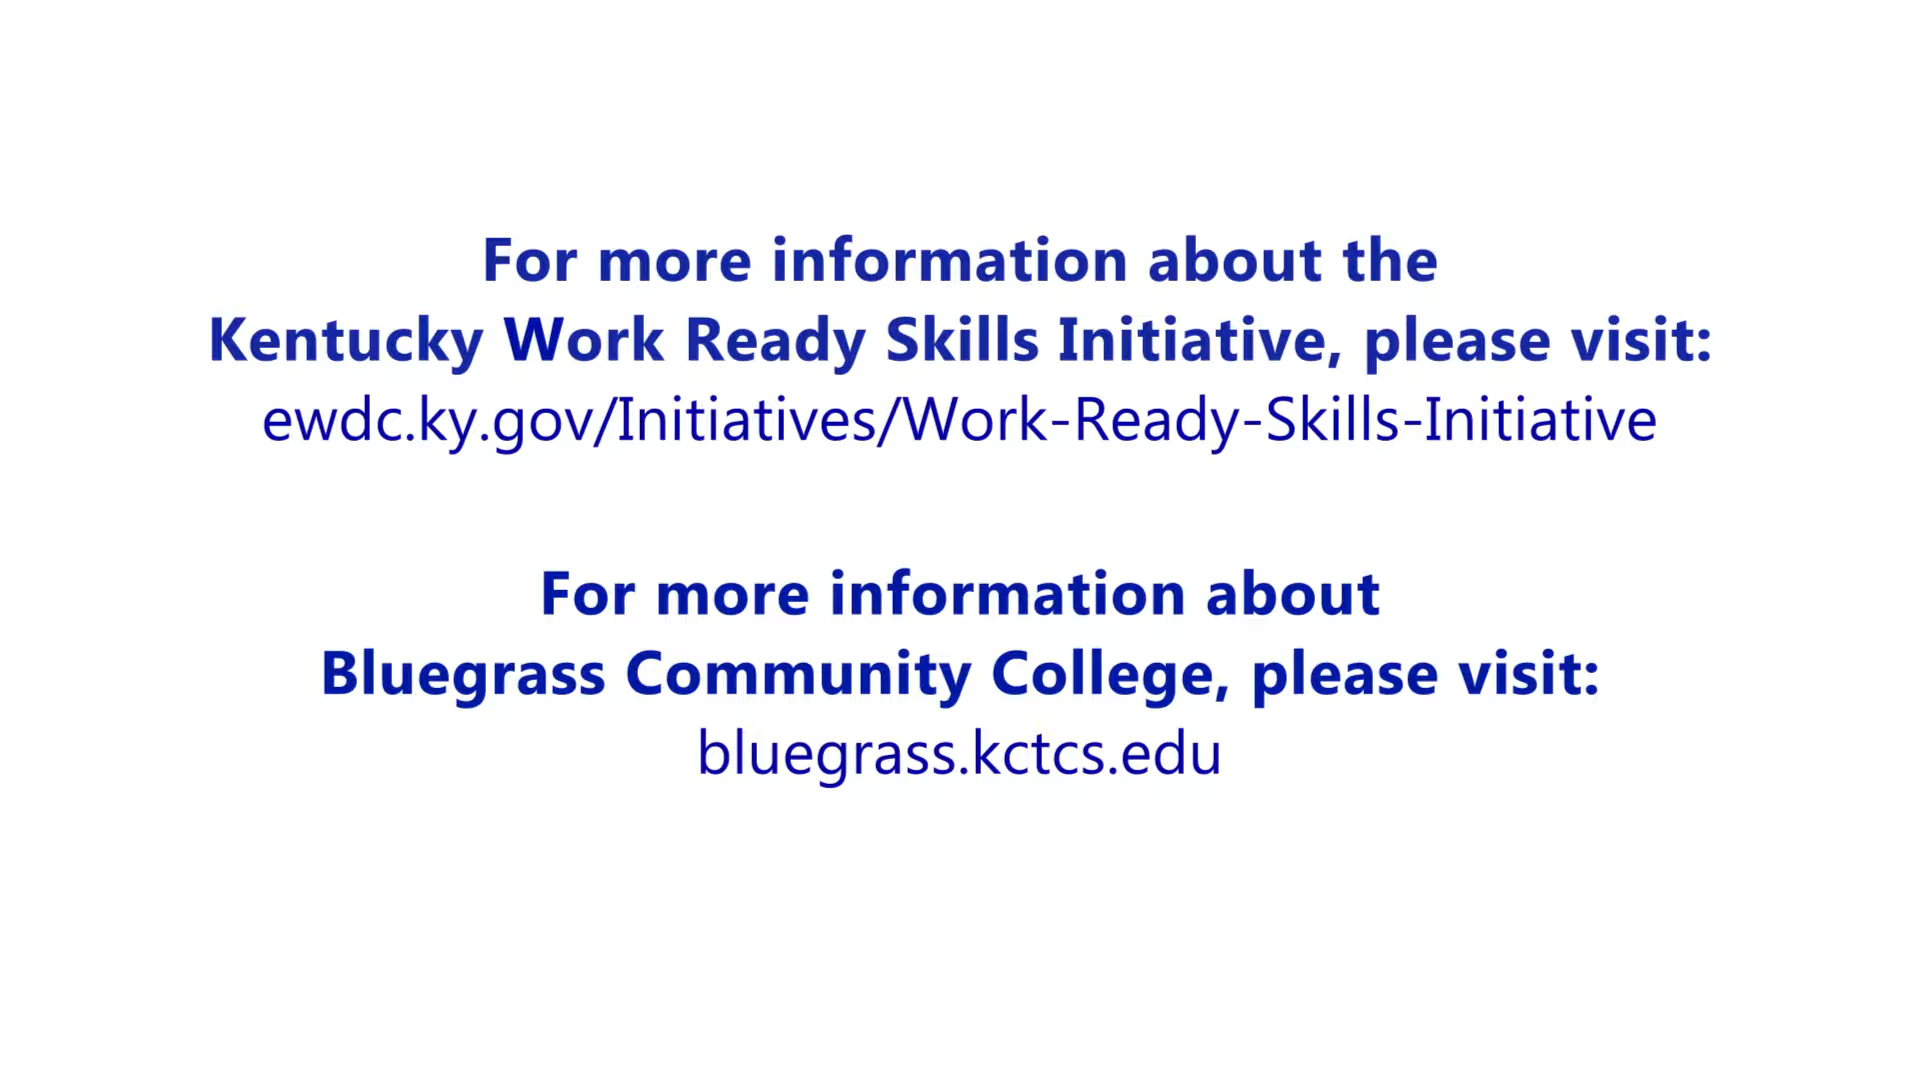 For more information about the
Kentucky Work Ready Skills Initiative, please visit:
ewdc.ky.gov/Initiatives/Work-Ready-Skills-Initiative
For more information about
Bluegrass Community College, please visit:
bluegrass.kctcs.edu